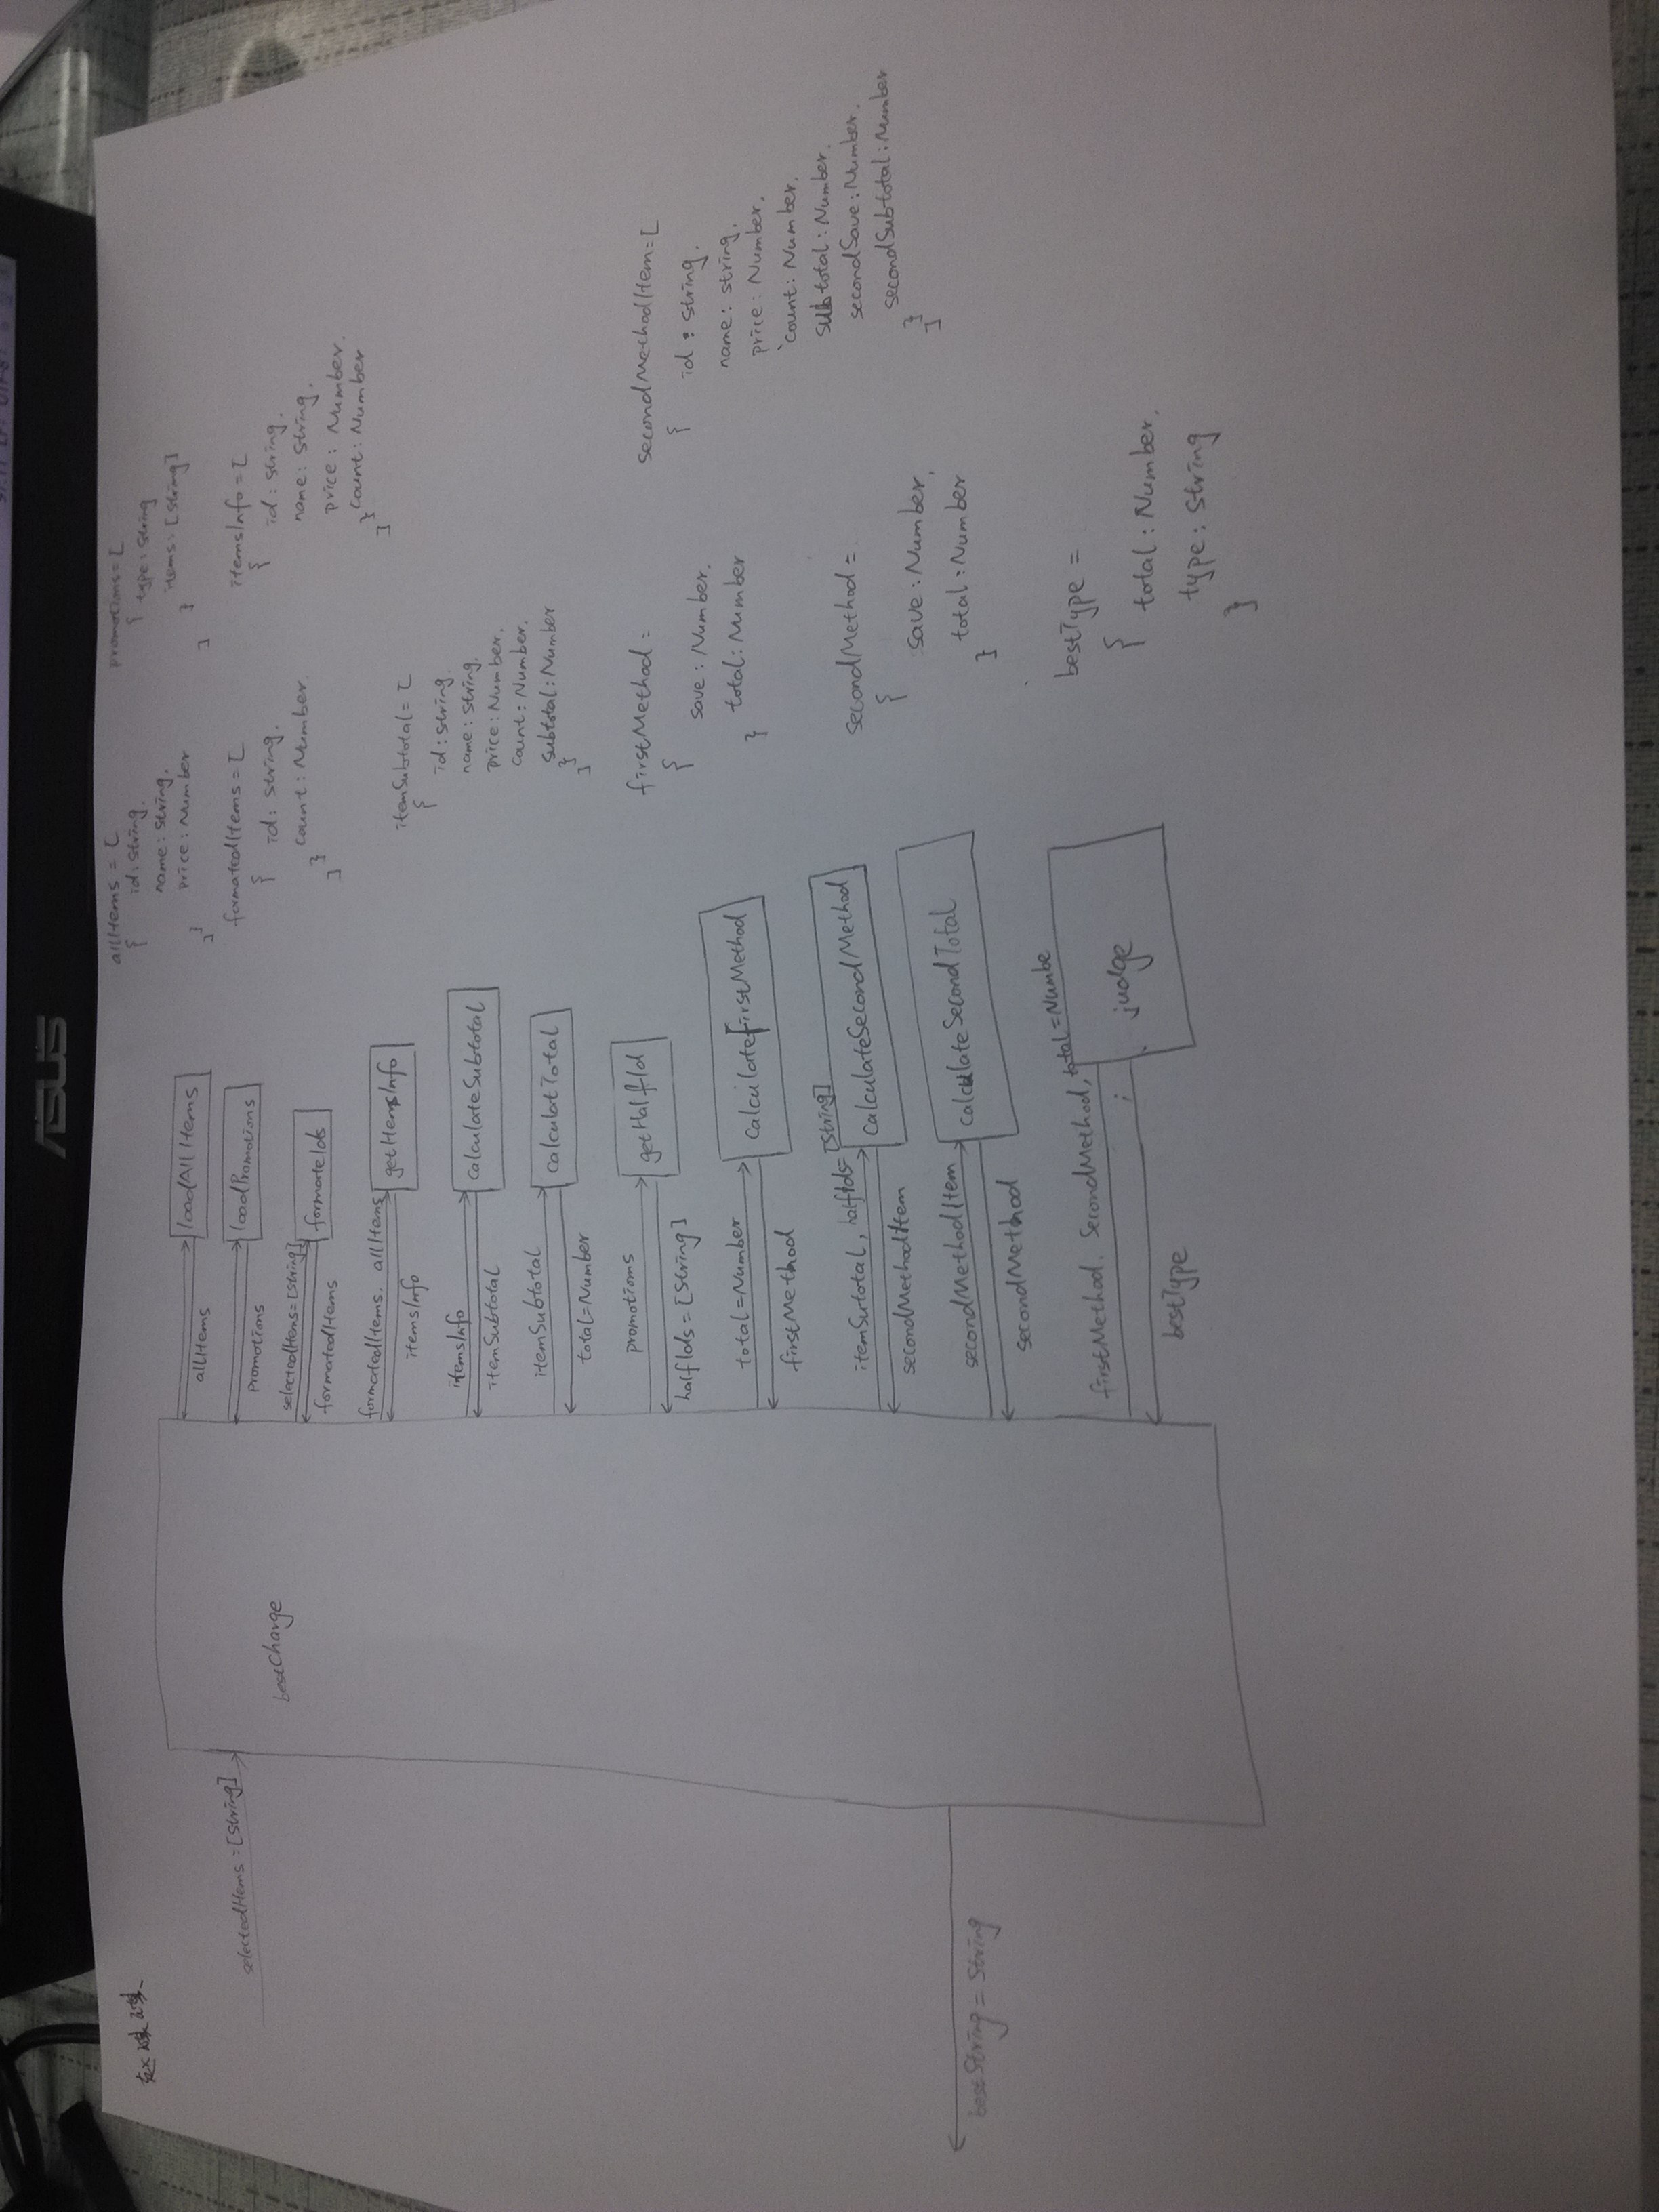 ASUS
selectedItems = [String]
bestCharge
bestString = String
loadAllItems
allItems
loadPromotions
promotions
selectedItems=[String]
formateIds
formatedItems
formatedItems. allItems
getItemsInfo
itemsInfo
itemsInfo
CalculateSubtotal
itemSubtotal
itemSubtotal
CalculatTotal
total=Number
promotions
getHalfId
halfIds = [String]
total=Number
CalculateFirstMethod
firstMethod
itemSurtotal, halfIds=[String]
CalculateSecondMethod
secondMethodItem
secondMethodItem
CalculateSecondTotal
secondMethod
firstMethod. SecondMethod, total=Numbe
judge
bestType
allItems = [
{
id: string.
name: string.
price: Number
}
]
promotions= [
{ type: string
items: [string]
}
]
formatedItems = [
{
id: string.
count: Number
}
]
itemsInfo = [
{
id: string.
name: string.
price: Number.
count: Number
}
]
itemSubtotal = [
{
id: string
name: string.
price: Number.
count: Number.
subtotal: Number
}
]
firstMethod =
{
save: Number.
total: Number
}
secondMethodItem= [
{
id: string.
name: string.
price: Number.
count: Number.
subtotal: Number.
secondSave: Number.
secondSubtotal: Number
}
]
secondMethod =
{
save: Number.
total: Number
}
bestType =
{
total: Number.
type: String
}